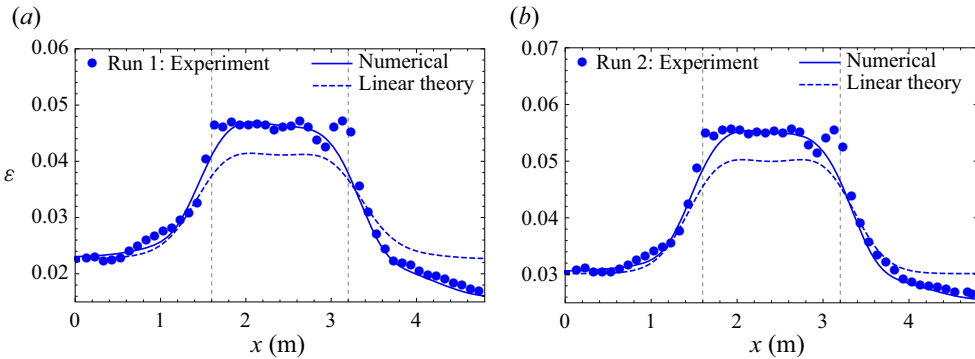 (a)
0.06
0.05
0.04
0.03
0.02
ε
Run 1: Experiment
Numerical
Linear theory
0 1 2 3 4
x (m)
(b)
0.07
0.06
0.05
0.04
0.03
Run 2: Experiment
Numerical
Linear theory
0 1 2 3 4
x (m)